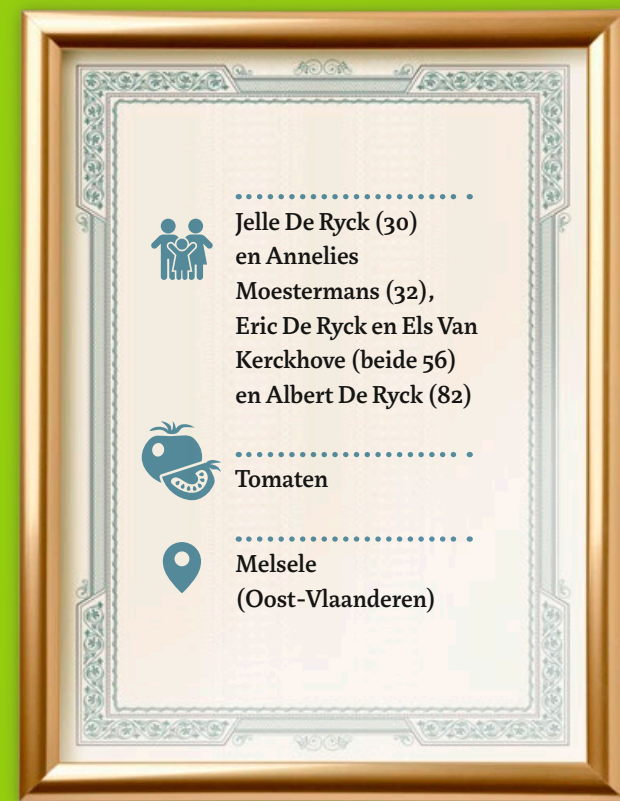 Jelle De Ryck (30)
en Annelies
Moestermans (32),
Eric De Ryck en Els Van
Kerckhove (beide 56)
en Albert De Ryck (82)
Tomaten
Melsele
(Oost-Vlaanderen)